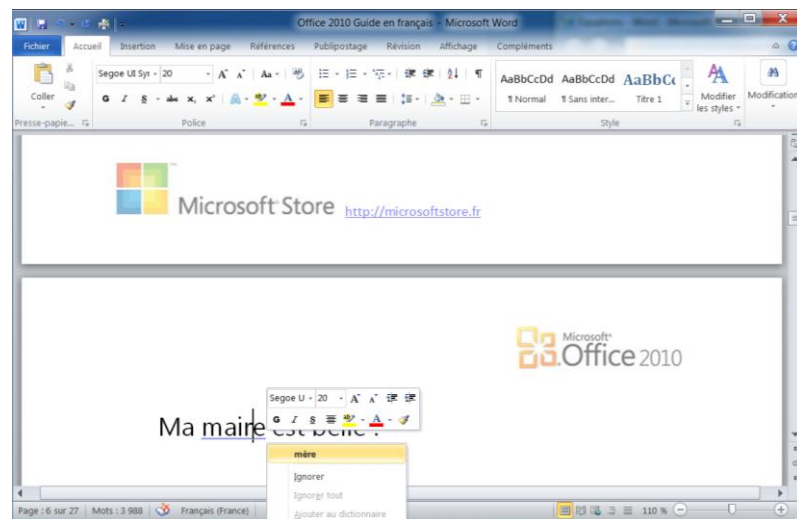 Office 2010 Guide en français - Microsoft Word
Fichier Accueil Insertion Mise en page Références Publipostage Révision Affichage Compléments
Coller
Segoe UI Syr 20
AaBbCcDd AaBbCcDd AaBbCc
¶ Normal ¶ Sans inter... Titre 1
Modifier les styles
Modification
Presse-papie... Police Paragraphe Style
Microsoft Store http://microsoftstore.fr
Microsoft
Office 2010
Segoe U 20
G I S
Ma maire est belle !
mère
Ignorer
Ignorer tout
Ajouter au dictionnaire
Page : 6 sur 27 Mots : 3 988 Français (France) 110 %